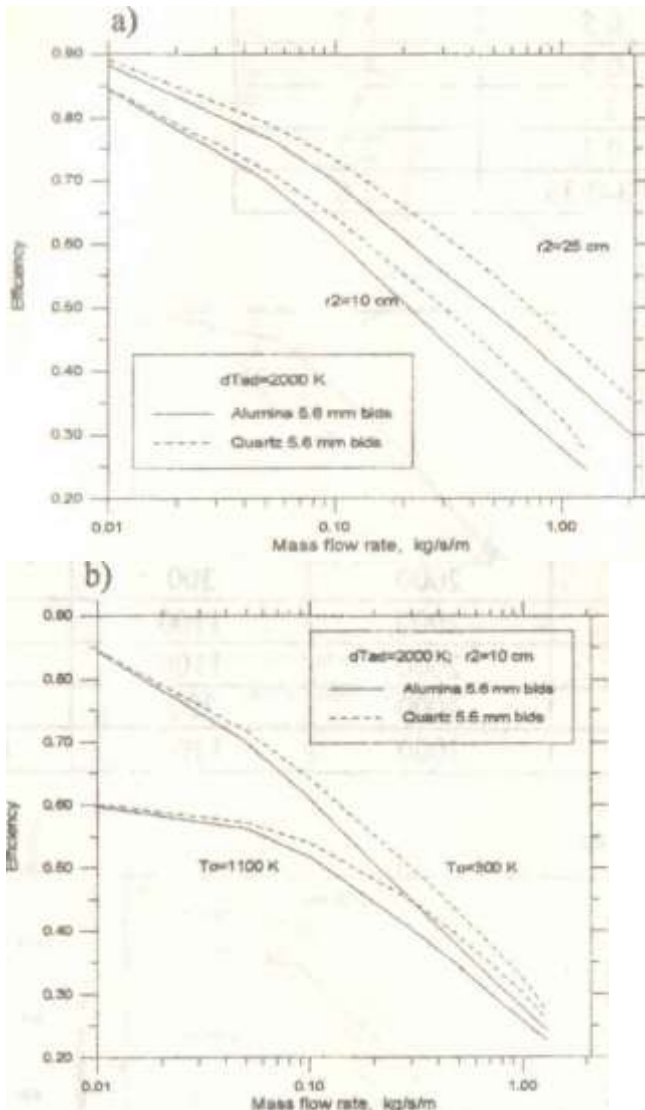 a)
0.90
0.80
0.70
0.60
0.50
0.40
0.30
0.20
Efficiency
r2=25 cm
r2=10 cm
dTad=2000 K
Alumina 5.6 mm blds
Quartz 5.6 mm blds
0.01 0.10 1.00
Mass flow rate, kg/s/m
b)
0.80
0.70
0.60
0.50
0.40
0.30
0.20
Efficiency
dTad=2000 K; r2=10 cm
Alumina 5.6 mm blds
Quartz 5.6 mm blds
To=1100 K
To=300 K
0.01 0.10 1.00
Mass flow rate, kg/s/m